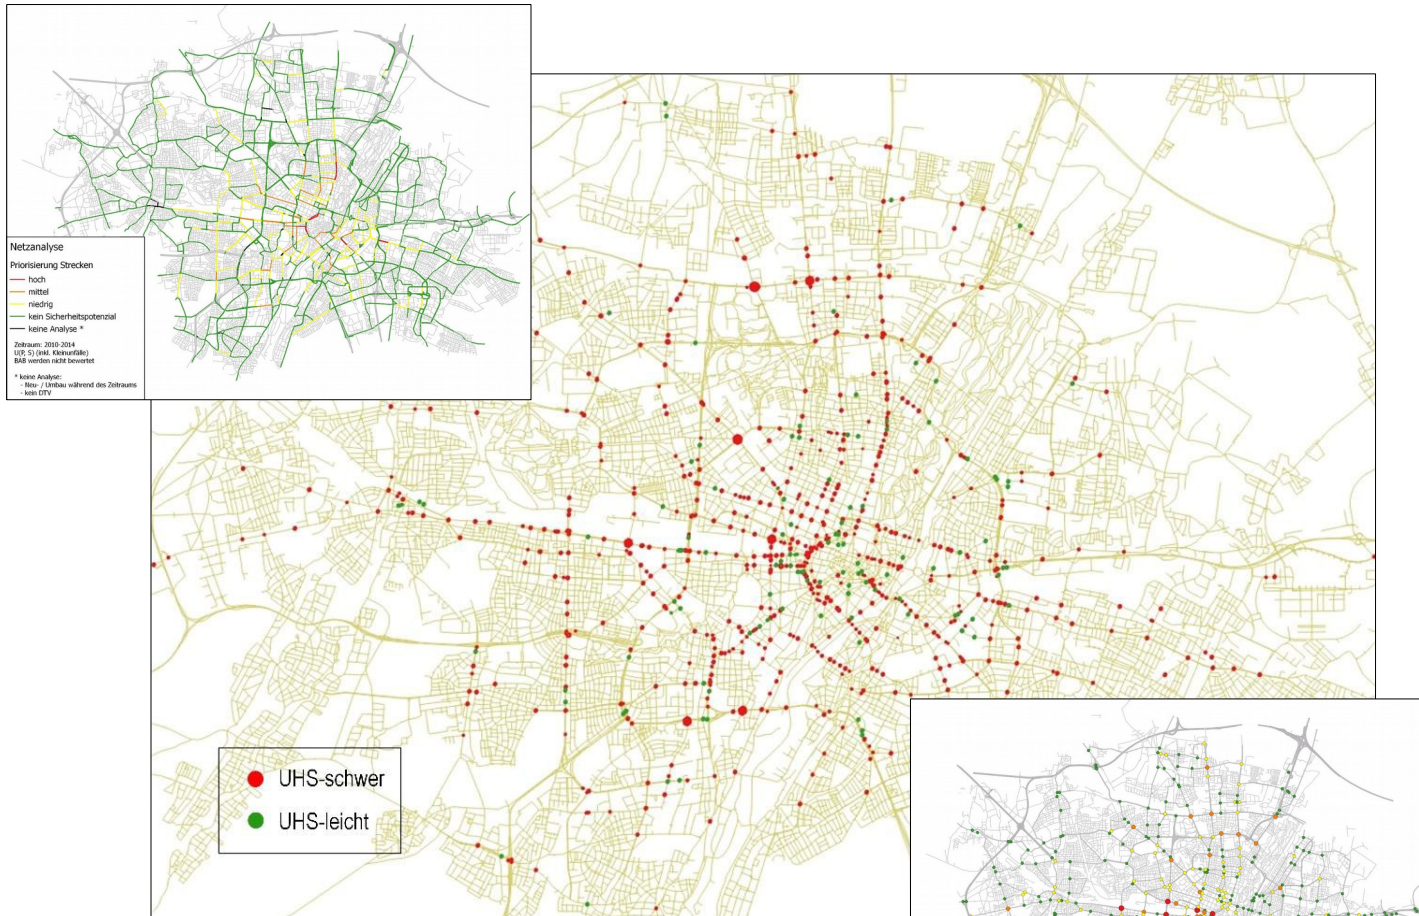 Netzanalyse
Priorisierung Strecken
hoch
mittel
niedrig
kein Sicherheitspotenzial
keine Analyse *
Zeitraum: 2010-2014
U(P, S) (inkl. Kleinunfälle)
BAB werden nicht bewertet
* keine Analyse:
- Neu- / Umbau während des Zeitraums
- kein DTV
UHS-schwer
UHS-leicht